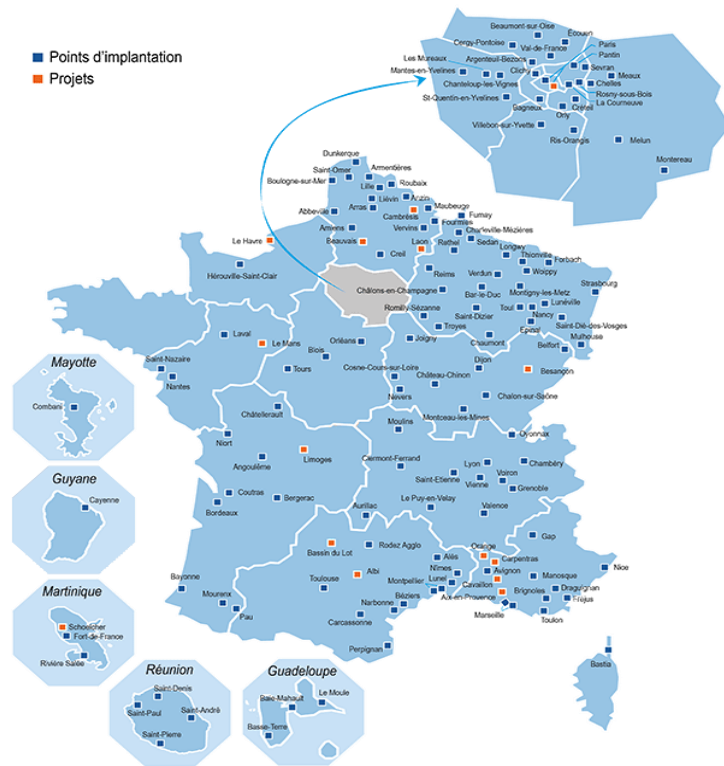 Points d'implantation
Projets
Beaumont-sur-Oise
Écouen
Cergy-Pontoise
Val-de-France
Paris
Pantin
Les Mureaux
Argenteuil-Bezons
Mantes-en-Yvelines
Clichy
Sevran
Meaux
Chanteloup-les-Vignes
Chelles
Rosny-sous-Bois
St-Quentin-en-Yvelines
La Courneuve
Bagneux
Créteil
Orly
Villebon-sur-Yvette
Ris-Orangis
Melun
Montereau
Dunkerque
Saint-Omer
Armentières
Boulogne-sur-Mer
Lille
Roubaix
Liévin
Anzin
Abbeville
Arras
Maubeuge
Cambrésis
Fourmies
Fumay
Amiens
Vervins
Charleville-Mézières
Le Havre
Beauvais
Laon
Sedan
Creil
Rethel
Longwy
Thionville
Forbach
Hérouville-Saint-Clair
Reims
Verdun
Woippy
Strasbourg
Châlons-en-Champagne
Bar-le-Duc
Montigny-les-Metz
Romilly-Sézanne
Toul
Lunéville
Saint-Dizier
Nancy
Troyes
Epinal
Saint-Dié-des-Vosges
Laval
Orléans
Joigny
Chaumont
Mulhouse
Le Mans
Belfort
Blois
Mayotte
Saint-Nazaire
Tours
Cosne-Cours-sur-Loire
Dijon
Besançon
Nantes
Château-Chinon
Nevers
Chalon-sur-Saône
Combani
Châtellerault
Montceau-les-Mines
Moulins
Niort
Oyonnax
Limoges
Clermont-Ferrand
Lyon
Chambéry
Guyane
Angoulême
Saint-Etienne
Vienne
Voiron
Grenoble
Cayenne
Coutras
Bergerac
Le Puy-en-Velay
Bordeaux
Aurillac
Valence
Gap
Bassin du Lot
Rodez Agglo
Orange
Alès
Carpentras
Nice
Martinique
Bayonne
Toulouse
Albi
Nîmes
Avignon
Manosque
Montpellier
Lunel
Cavaillon
Draguignan
Mourenx
Brignoles
Schoelcher
Béziers
Aix-en-Provence
Fréjus
Fort-de-France
Pau
Narbonne
Marseille
Carcassonne
Toulon
Rivière Salée
Perpignan
Réunion
Guadeloupe
Bastia
Saint-Denis
Baie-Mahault
Le Moule
Saint-Paul
Saint-André
Basse-Terre
Saint-Pierre